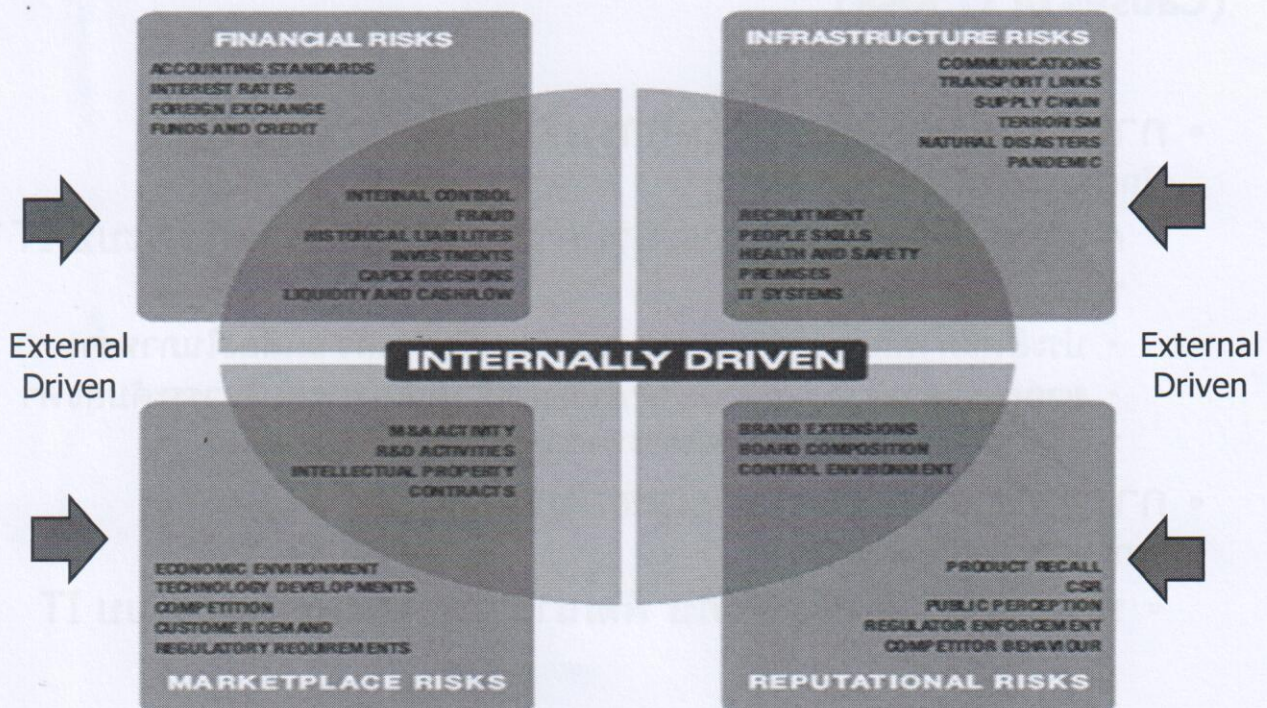 FINANCIAL RISKS
ACCOUNTING STANDARDS
INTEREST RATES
FOREIGN EXCHANGE
FUNDS AND CREDIT
INTERNAL CONTROL
FRAUD
HISTORICAL LIABILITIES
INVESTMENTS
CAPEX DECISIONS
LIQUIDITY AND CASHFLOW
INFRASTRUCTURE RISKS
COMMUNICATIONS
TRANSPORT LINKS
SUPPLY CHAIN
TERRORISM
NATURAL DISASTERS
PANDEMIC
RECRUITMENT
PEOPLE SKILLS
HEALTH AND SAFETY
PREMISES
IT SYSTEMS
External
Driven
INTERNALLY DRIVEN
External
Driven
M&A ACTIVITY
R&D ACTIVITIES
INTELLECTUAL PROPERTY
CONTRACTS
ECONOMIC ENVIRONMENT
TECHNOLOGY DEVELOPMENTS
COMPETITION
CUSTOMER DEMAND
REGULATORY REQUIREMENTS
MARKETPLACE RISKS
BRAND EXTENSIONS
BOARD COMPOSITION
CONTROL ENVIRONMENT
PRODUCT RECALL
CSR
PUBLIC PERCEPTION
REGULATOR ENFORCEMENT
COMPETITOR BEHAVIOUR
REPUTATIONAL RISKS